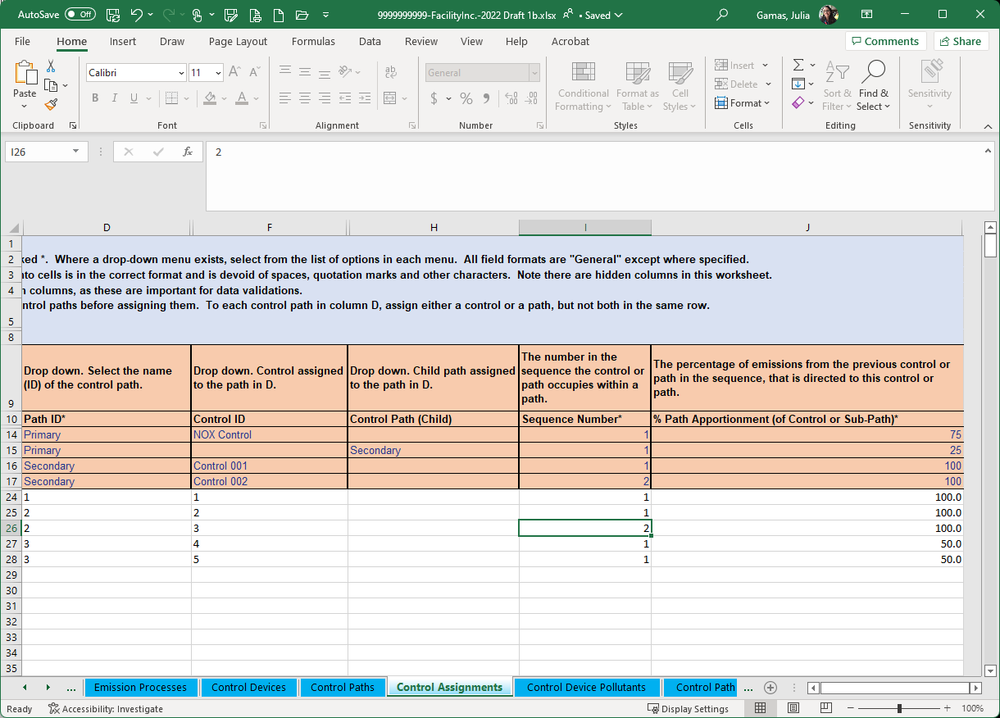 AutoSave Off 9999999999-FacilityInc.-2022 Draft 1b.xlsx • Saved Gamas, Julia
File Home Insert Draw Page Layout Formulas Data Review View Help Acrobat Comments Share
Paste
Calibri 11
B I U
General
$ % 9
Conditional Formatting
Format as Table
Cell Styles
Insert
Delete
Format
Sort & Filter
Find & Select
Sensitivity
Clipboard Font Alignment Number Styles Cells Editing Sensitivity
I26 fx 2
D F H I J
1
2 ked *. Where a drop-down menu exists, select from the list of options in each menu. All field formats are "General" except where specified.
3 nto cells is in the correct format and is devoid of spaces, quotation marks and other characters. Note there are hidden columns in this worksheet.
4 n columns, as these are important for data validations.
5 ntrol paths before assigning them. To each control path in column D, assign either a control or a path, but not both in the same row.
8
9 Drop down. Select the name (ID) of the control path. Drop down. Control assigned to the path in D. Drop down. Child path assigned to the path in D. The number in the sequence the control or path occupies within a path. The percentage of emissions from the previous control or path in the sequence, that is directed to this control or path.
10 Path ID* Control ID Control Path (Child) Sequence Number* % Path Apportionment (of Control or Sub-Path)*
14 Primary NOX Control 1 75
15 Primary Secondary 1 25
16 Secondary Control 001 1 100
17 Secondary Control 002 2 100
24 1 1 1 100.0
25 2 2 1 100.0
26 2 3 2 100.0
27 3 4 1 50.0
28 3 5 1 50.0
29
30
31
32
33
34
35
... Emission Processes Control Devices Control Paths Control Assignments Control Device Pollutants Control Path ...
Ready Accessibility: Investigate Display Settings 100%